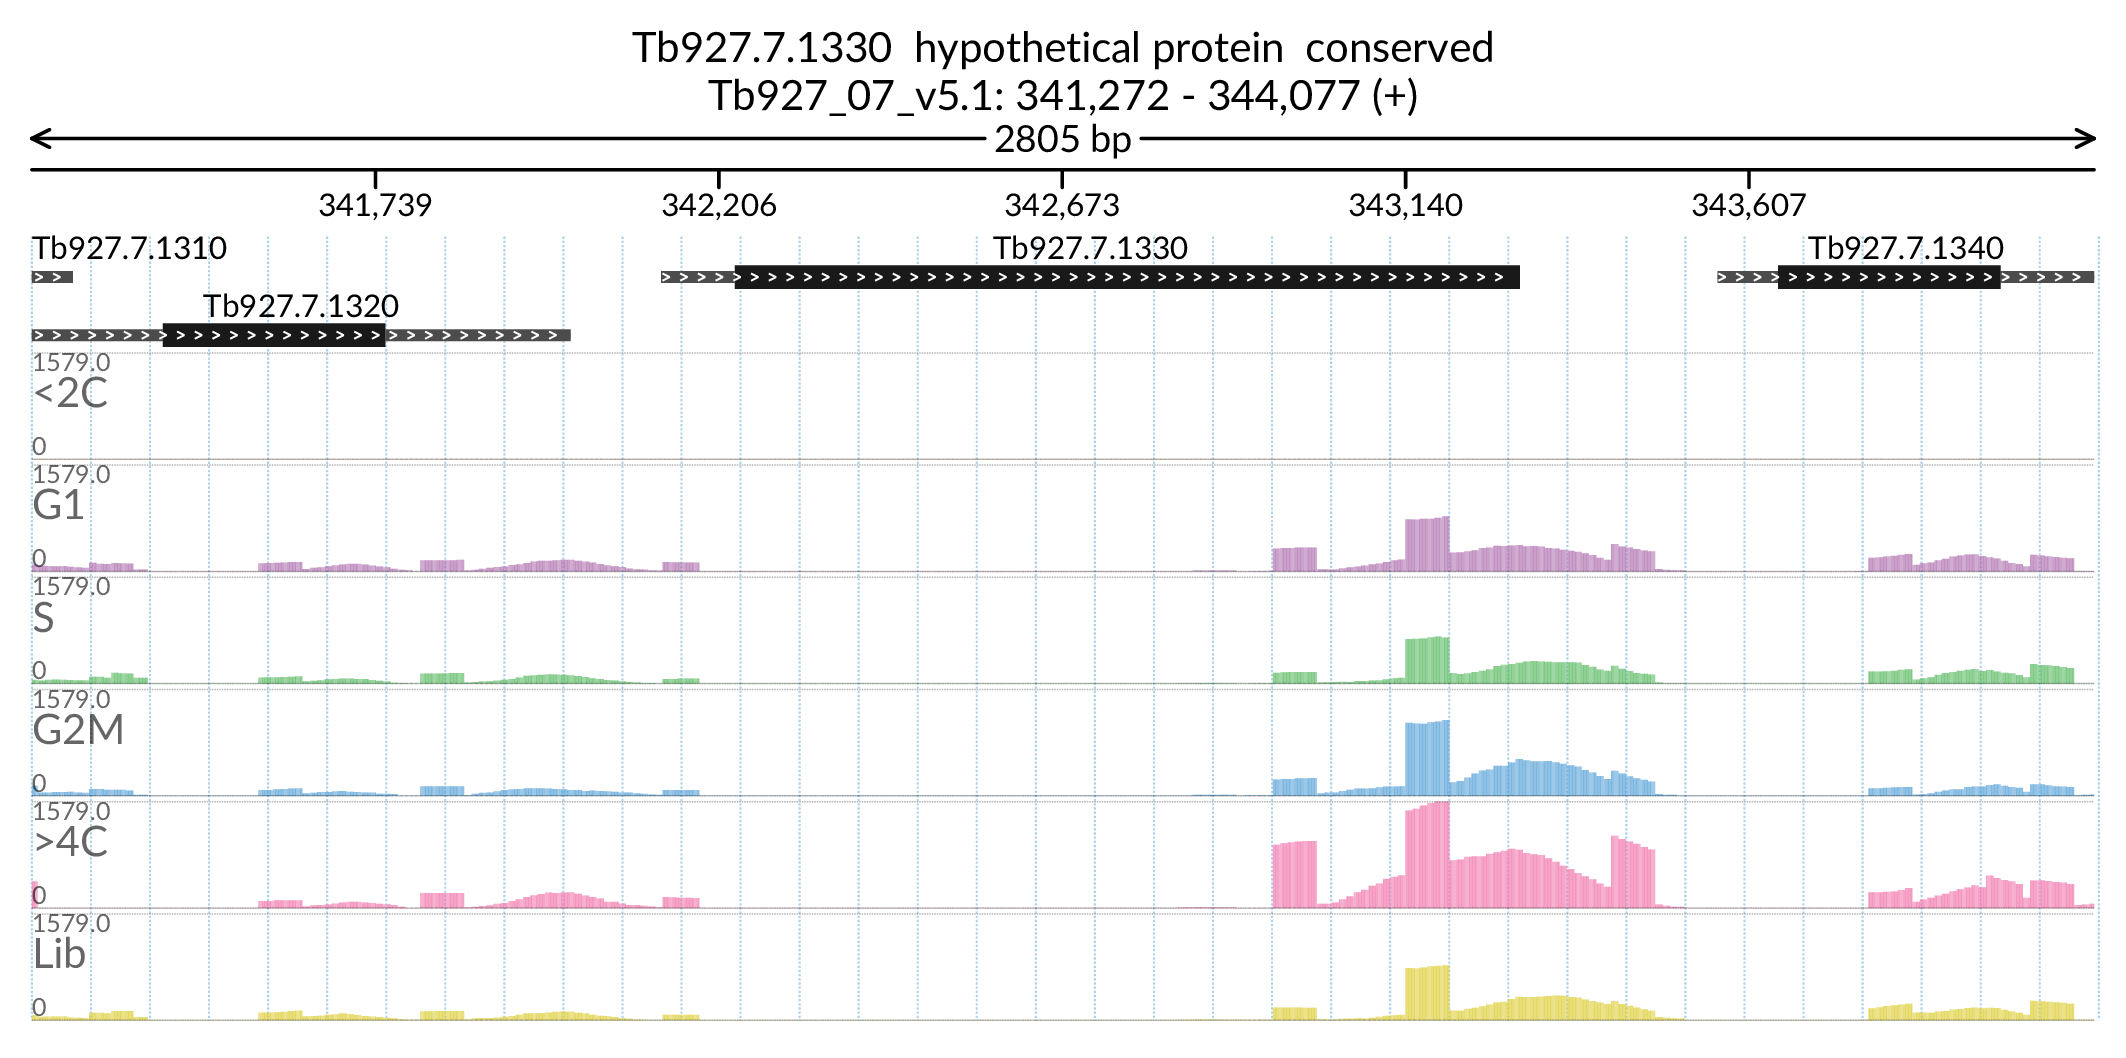 Tb927.7.1330  hypothetical protein  conserved
Tb927_07_v5.1: 341,272 - 344,077 (+)
2805 bp
341,739 342,206 342,673 343,140 343,607
Tb927.7.1310 Tb927.7.1330 Tb927.7.1340
Tb927.7.1320
1579.0
<2C
0
1579.0
G1
0
1579.0
S
0
1579.0
G2M
0
1579.0
>4C
0
1579.0
Lib
0